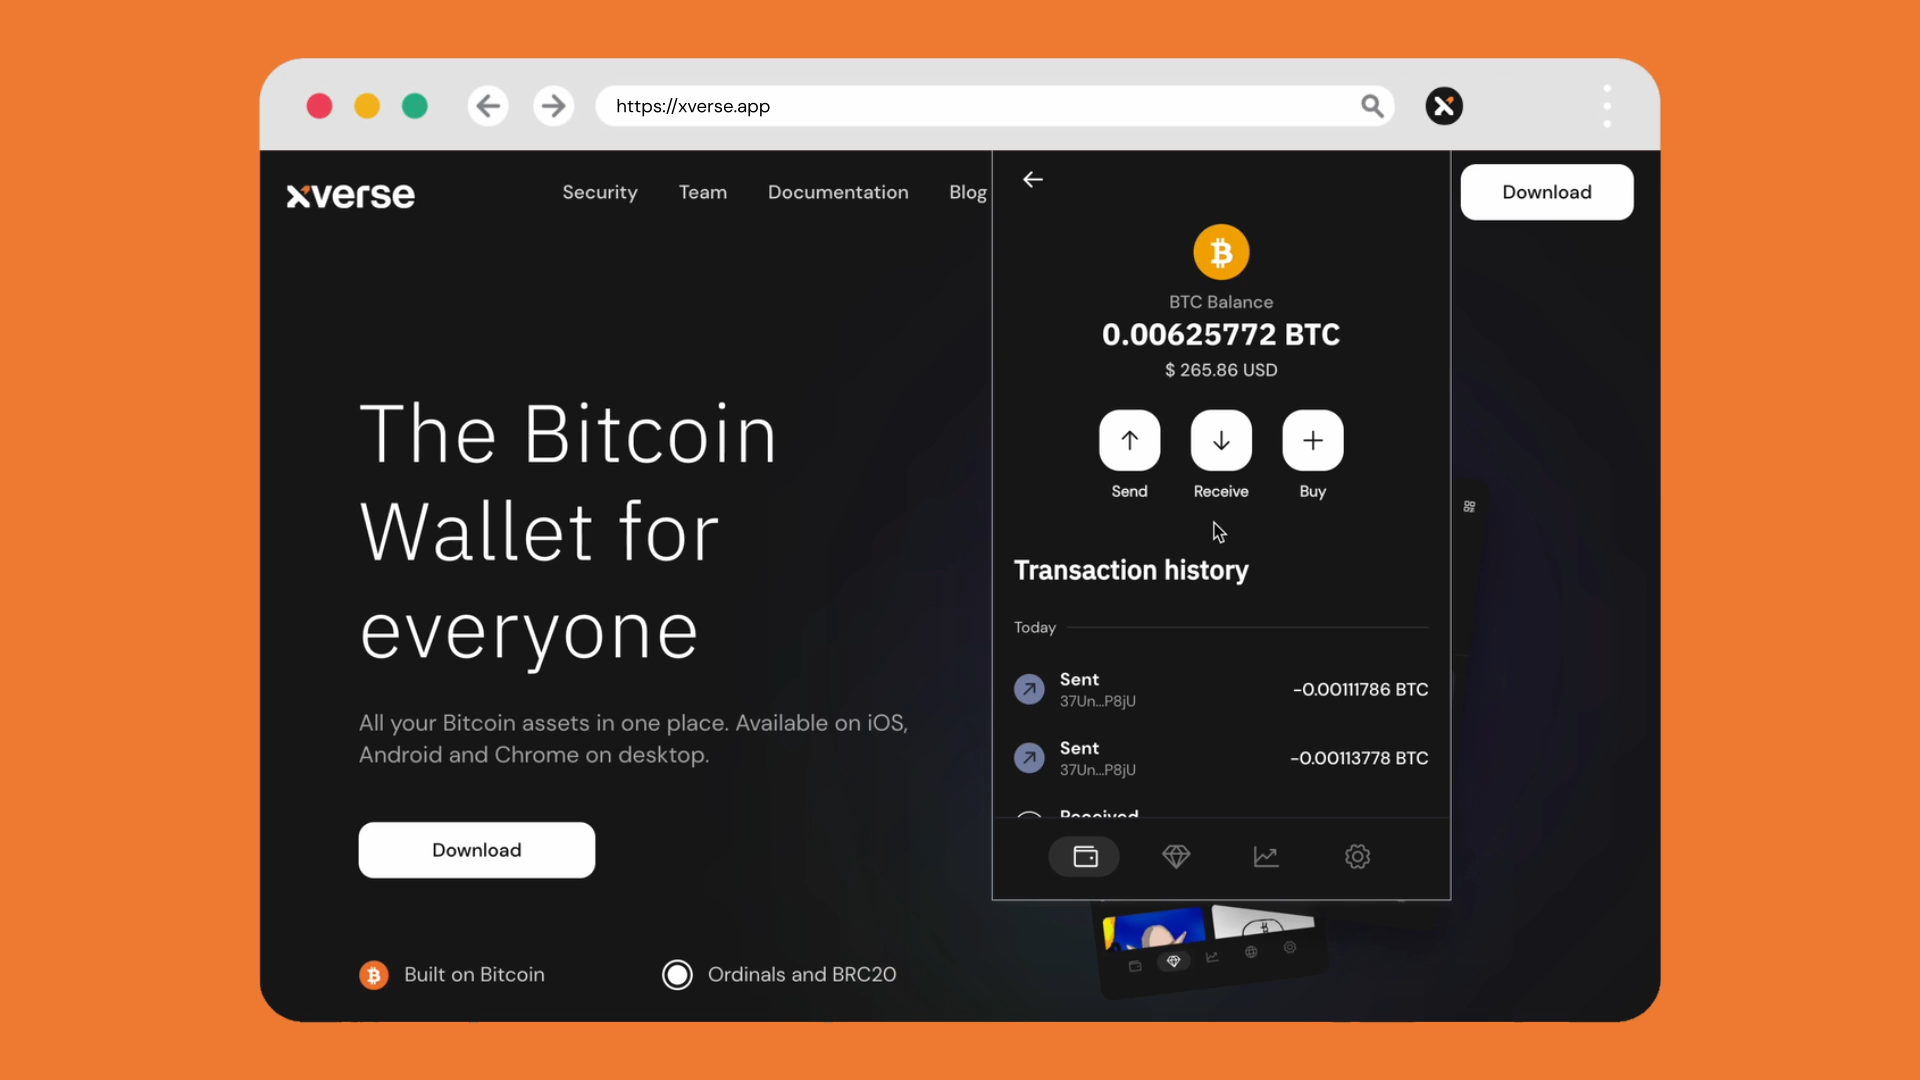 https://xverse.app
xverse
Security Team Documentation Blog
Download
The Bitcoin
Wallet for
everyone
All your Bitcoin assets in one place. Available on iOS,
Android and Chrome on desktop.
Download
Built on Bitcoin
Ordinals and BRC20
BTC Balance
0.00625772 BTC
$ 265.86 USD
Send Receive Buy
Transaction history
Today
Sent
37Un...P8jU
-0.00111786 BTC
Sent
37Un...P8jU
-0.00113778 BTC
Received